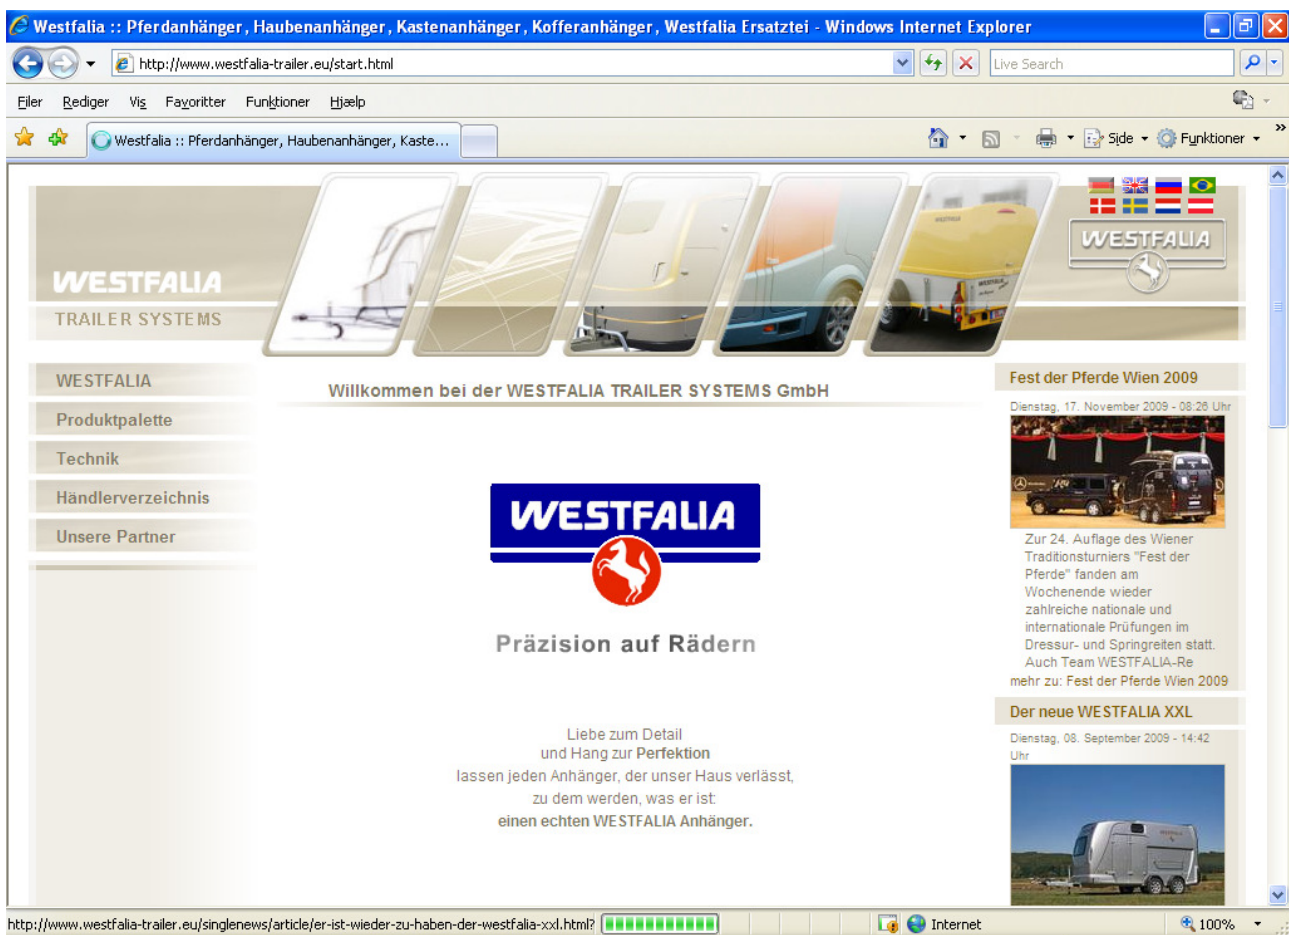 Westfalia :: Pferdanhänger, Haubenanhänger, Kastenanhänger, Kofferanhänger, Westfalia Ersatztei - Windows Internet Explorer
http://www.westfalia-trailer.eu/start.html
Live Search
Filer Rediger Vis Favoritter Funktioner Hjælp
Westfalia :: Pferdanhänger, Haubenanhänger, Kaste...
Side Funktioner »
WESTFALIA
TRAILER SYSTEMS
WESTFALIA
WESTFALIA
Produktpalette
Technik
Händlerverzeichnis
Unsere Partner
Willkommen bei der WESTFALIA TRAILER SYSTEMS GmbH
WESTFALIA
Präzision auf Rädern
Liebe zum Detail
und Hang zur Perfektion
lassen jeden Anhänger, der unser Haus verlässt,
zu dem werden, was er ist:
einen echten WESTFALIA Anhänger.
Fest der Pferde Wien 2009
Dienstag, 17. November 2009 - 08:26 Uhr
Zur 24. Auflage des Wiener
Traditionsturniers "Fest der
Pferde" fanden am
Wochenende wieder
zahlreiche nationale und
internationale Prüfungen im
Dressur- und Springreiten statt.
Auch Team WESTFALIA-Re
mehr zu: Fest der Pferde Wien 2009
Der neue WESTFALIA XXL
Dienstag, 08. September 2009 - 14:42
Uhr
http://www.westfalia-trailer.eu/singlenews/article/er-ist-wieder-zu-haben-der-westfalia-xxl.html?
Internet
100%